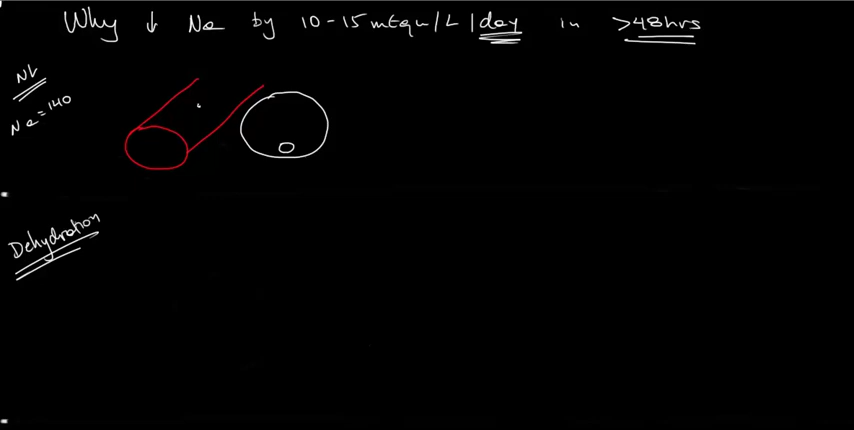 Why ↓ Na by 10-15 mEqu/L/day in >48hrs
Nl
Na=140
Dehydration